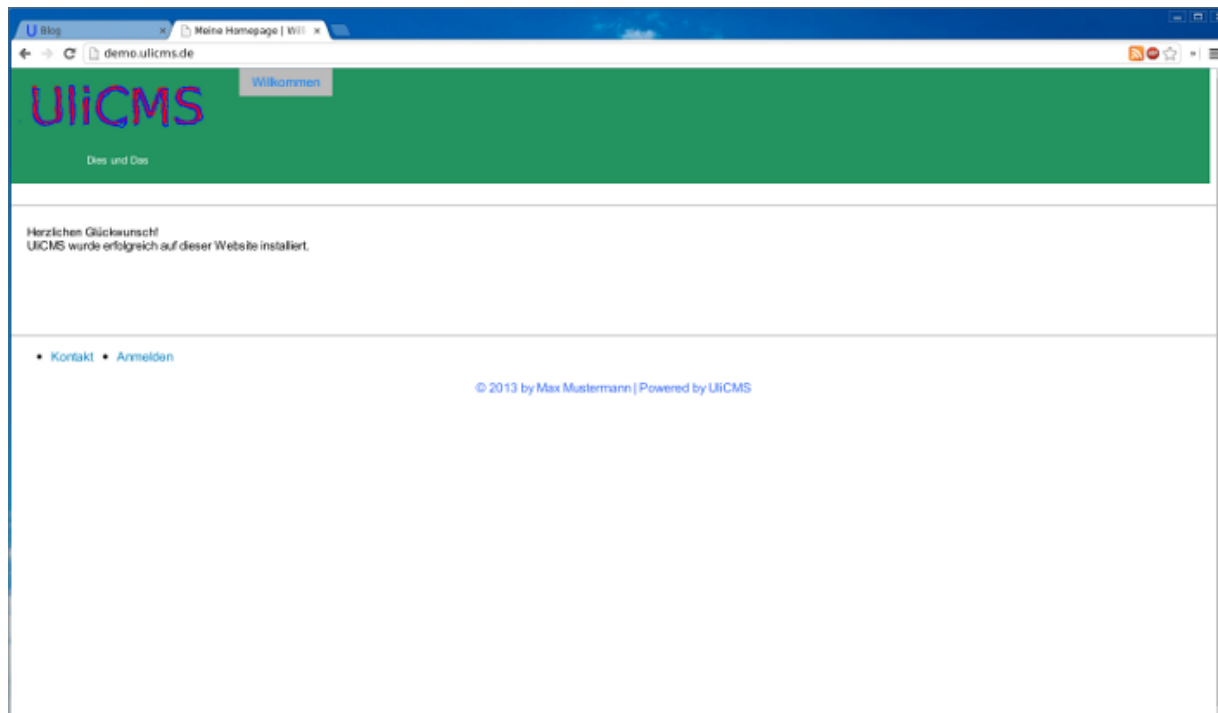 U Blog
Meine Homepage | Will
demo.ulicms.de
Willkommen
UliCMS
Dies und Das
Herzlichen Glückwunsch!
UliCMS wurde erfolgreich auf dieser Website installiert.
• Kontakt • Anmelden
© 2013 by Max Mustermann | Powered by UliCMS